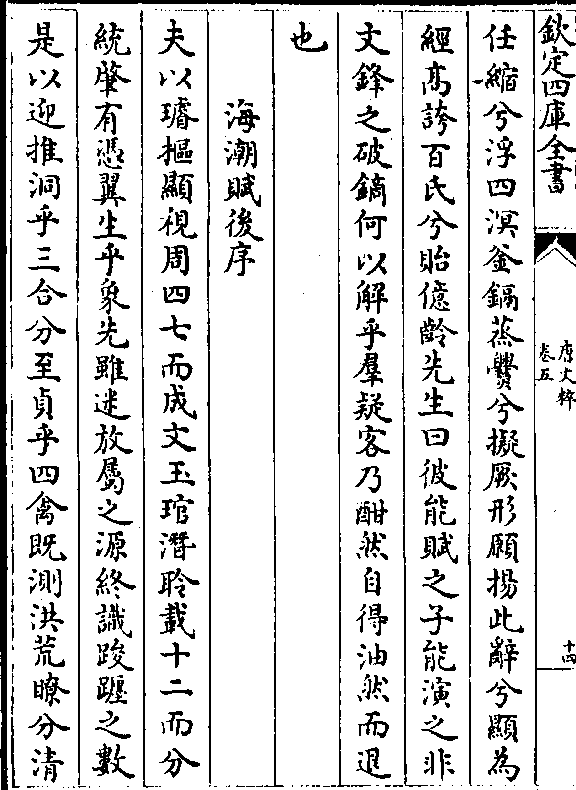 欽定四庫全書
唐文粹
卷五
十四
任縮兮浮四溟釜鎘蒸爨兮擬厥形願揚此辭兮顯為
經髙誇百氏兮貽億齡先生曰彼能賦之子能演之非
文鋒之破鏑何以解乎羣疑客乃酣然自得油然而退
也
海潮賦後序
夫以璿樞顯視周四七而成文玉琯潛聆載十二而分
統肇有憑翼生乎象先雖迷放屬之源終識踆躔之數
是以迎推洞乎三合分至貞乎四禽既測洪荒瞭分清